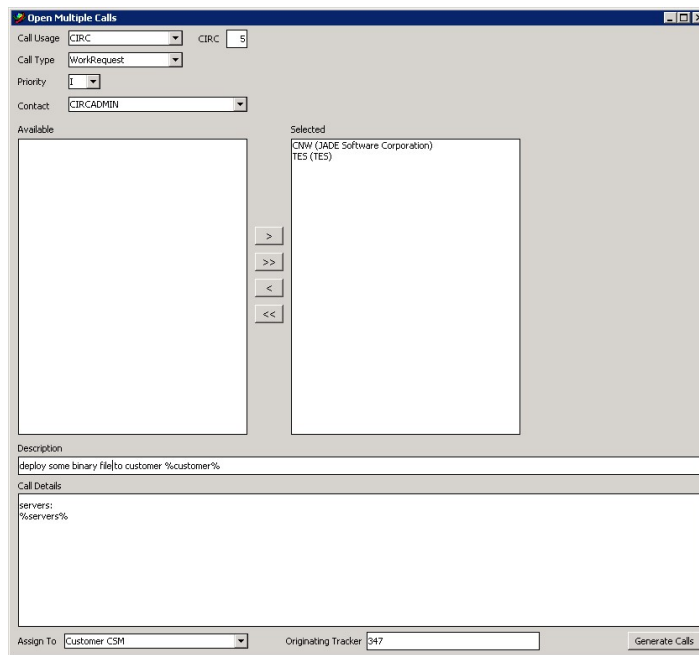 Open Multiple Calls
Call Usage CIRC CIRC 5
Call Type WorkRequest
Priority I
Contact CIRCADMIN
Available Selected
CNW (JADE Software Corporation)
TES (TES)
>
>>
<
<<
Description
deploy some binary file to customer %customer%
Call Details
servers:
%servers%
Assign To Customer CSM Originating Tracker 347 Generate Calls